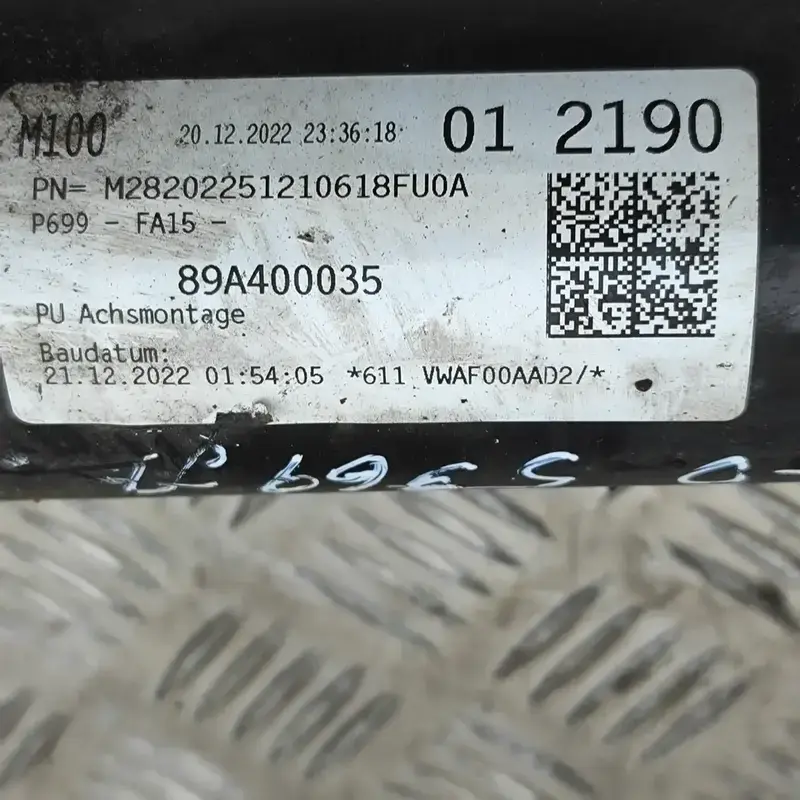 M100 20.12.2022 23:36:18 01 2190
PN= M28202251210618FU0A
P699 - FA15 -
89A400035
PU Achsmontage
Baudatum:
21.12.2022 01:54:05 *611 VWAF00AAD2/*